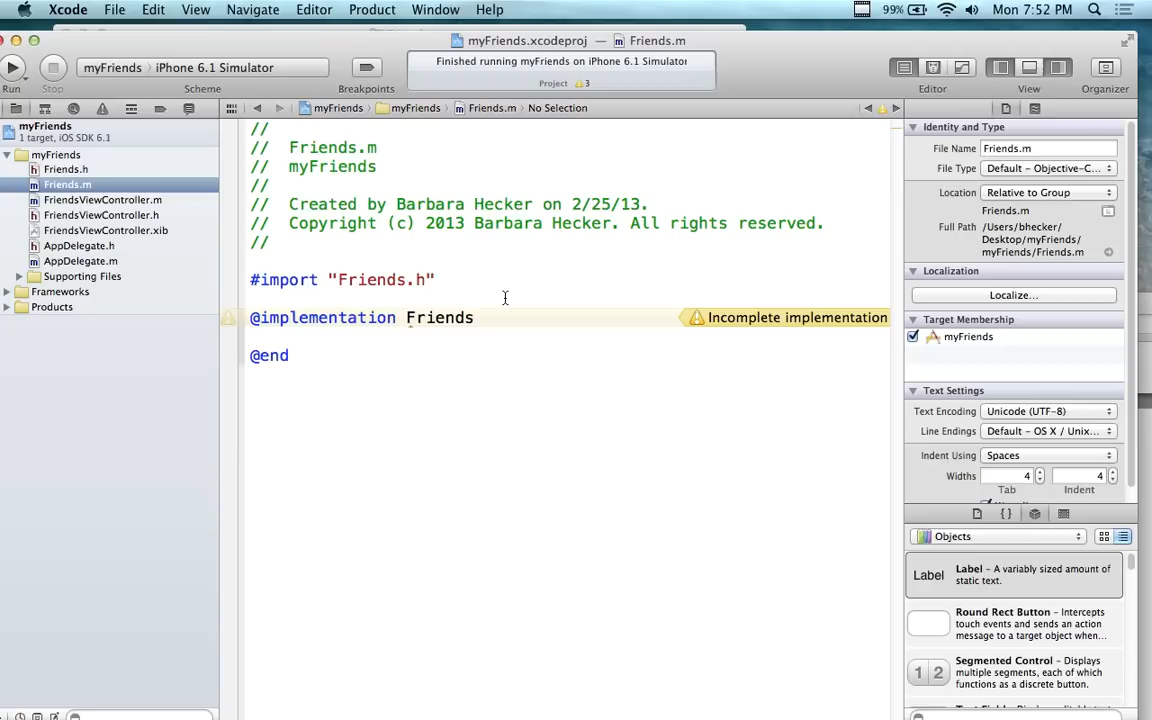 Xcode File Edit View Navigate Editor Product Window Help 99% Mon 7:52 PM
myFriends.xcodeproj — Friends.m
myFriends iPhone 6.1 Simulator
Finished running myFriends on iPhone 6.1 Simulator
Project 3
Run Stop Scheme Breakpoints Editor View Organizer
myFriends myFriends Friends.m No Selection
myFriends
1 target, iOS SDK 6.1
myFriends
h Friends.h
m Friends.m
m FriendsViewController.m
h FriendsViewController.h
FriendsViewController.xib
h AppDelegate.h
m AppDelegate.m
Supporting Files
Frameworks
Products
//
// Friends.m
// myFriends
//
// Created by Barbara Hecker on 2/25/13.
// Copyright (c) 2013 Barbara Hecker. All rights reserved.
//
#import "Friends.h"
@implementation Friends
Incomplete implementation
@end
Identity and Type
File Name Friends.m
File Type Default - Objective-C...
Location Relative to Group
Friends.m
Full Path /Users/bhecker/
Desktop/myFriends/
myFriends/Friends.m
Localization
Localize...
Target Membership
myFriends
Text Settings
Text Encoding Unicode (UTF-8)
Line Endings Default - OS X / Unix...
Indent Using Spaces
Widths 4 4
Tab Indent
{ }
Objects
Label
Label - A variably sized amount of
static text.
Round Rect Button - Intercepts
touch events and sends an action
message to a target object when...
1 2
Segmented Control - Displays
multiple segments, each of which
functions as a discrete button.